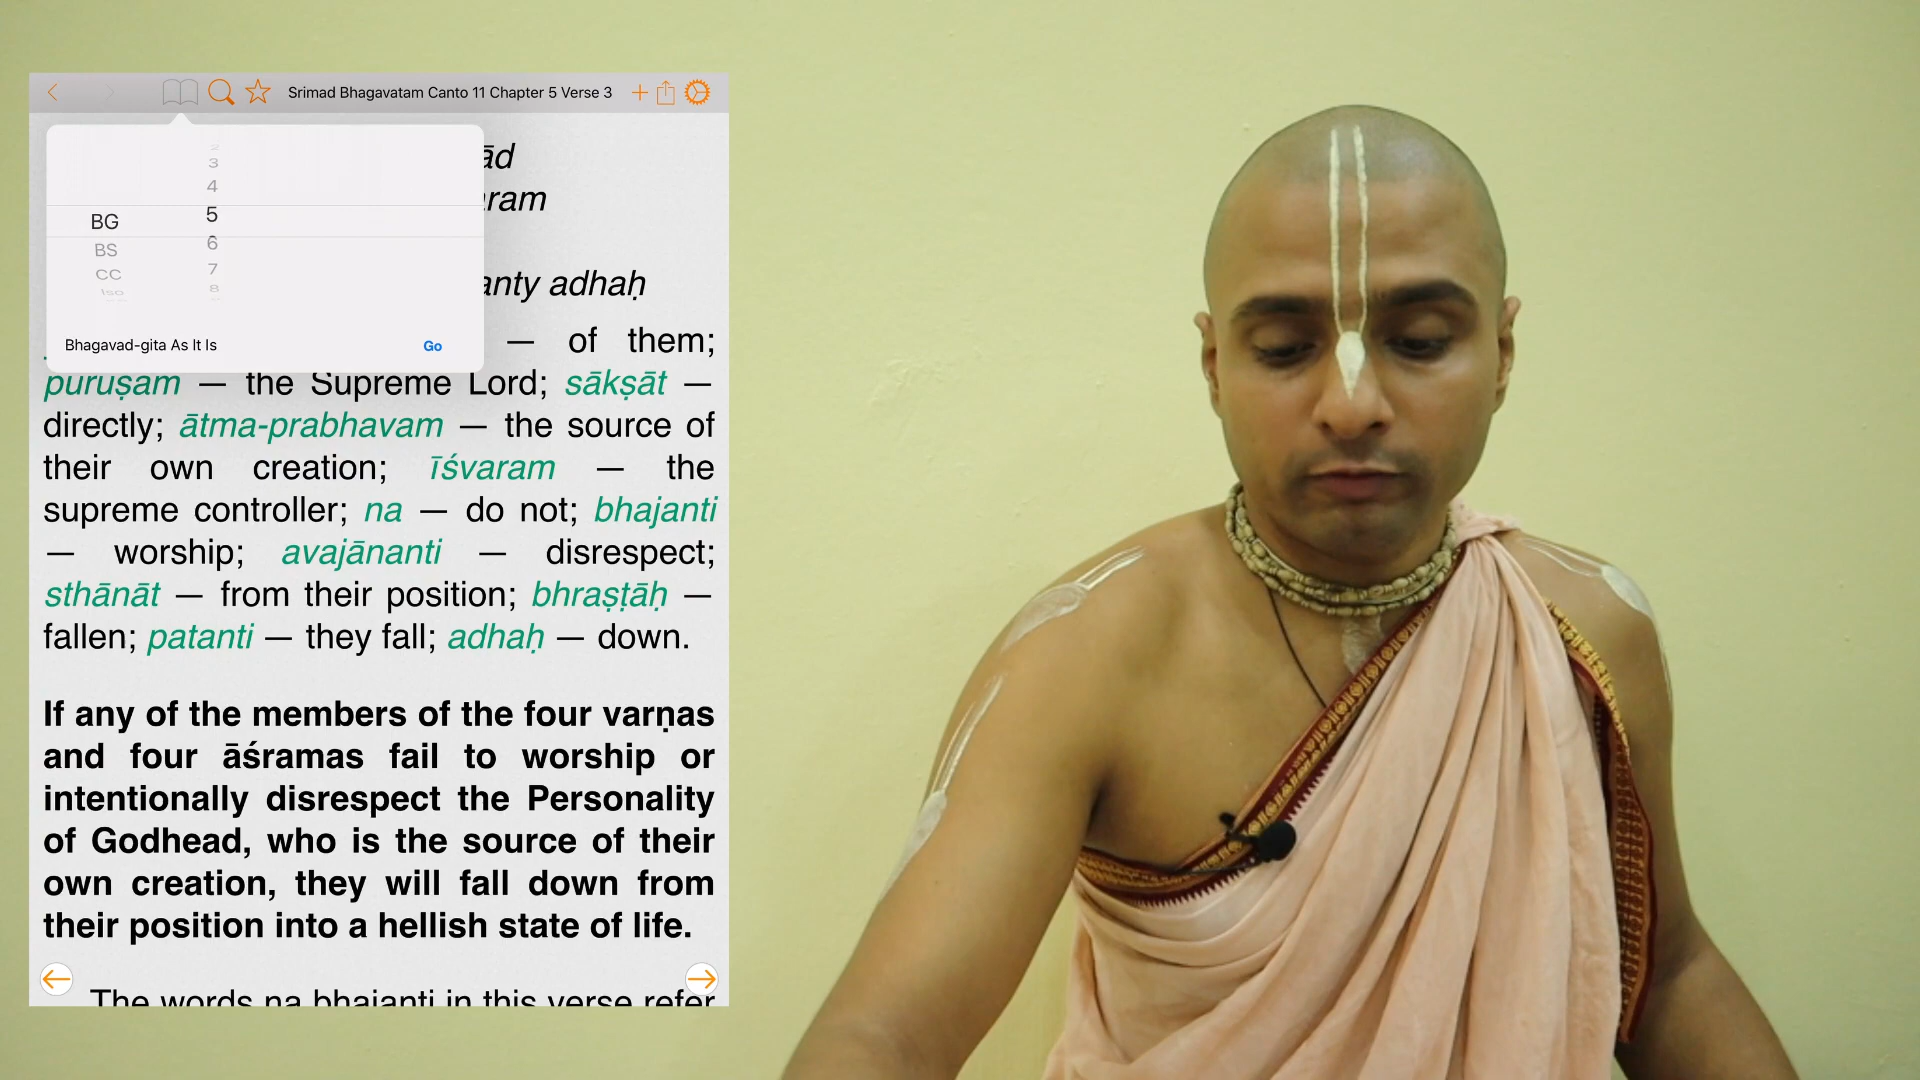 Srimad Bhagavatam Canto 11 Chapter 5 Verse 3
3
4
5
BG
6
BS
7
CC
8
Iso
Bhagavad-gita As It Is Go
anty adhaḥ
— of them;
puruṣam — the Supreme Lord; sākṣāt —
directly; ātma-prabhavam — the source of
their own creation; īśvaram — the
supreme controller; na — do not; bhajanti
— worship; avajānanti — disrespect;
sthānāt — from their position; bhraṣṭāḥ —
fallen; patanti — they fall; adhaḥ — down.
If any of the members of the four varṇas
and four āśramas fail to worship or
intentionally disrespect the Personality
of Godhead, who is the source of their
own creation, they will fall down from
their position into a hellish state of life.
The words na bhajanti in this verse refer